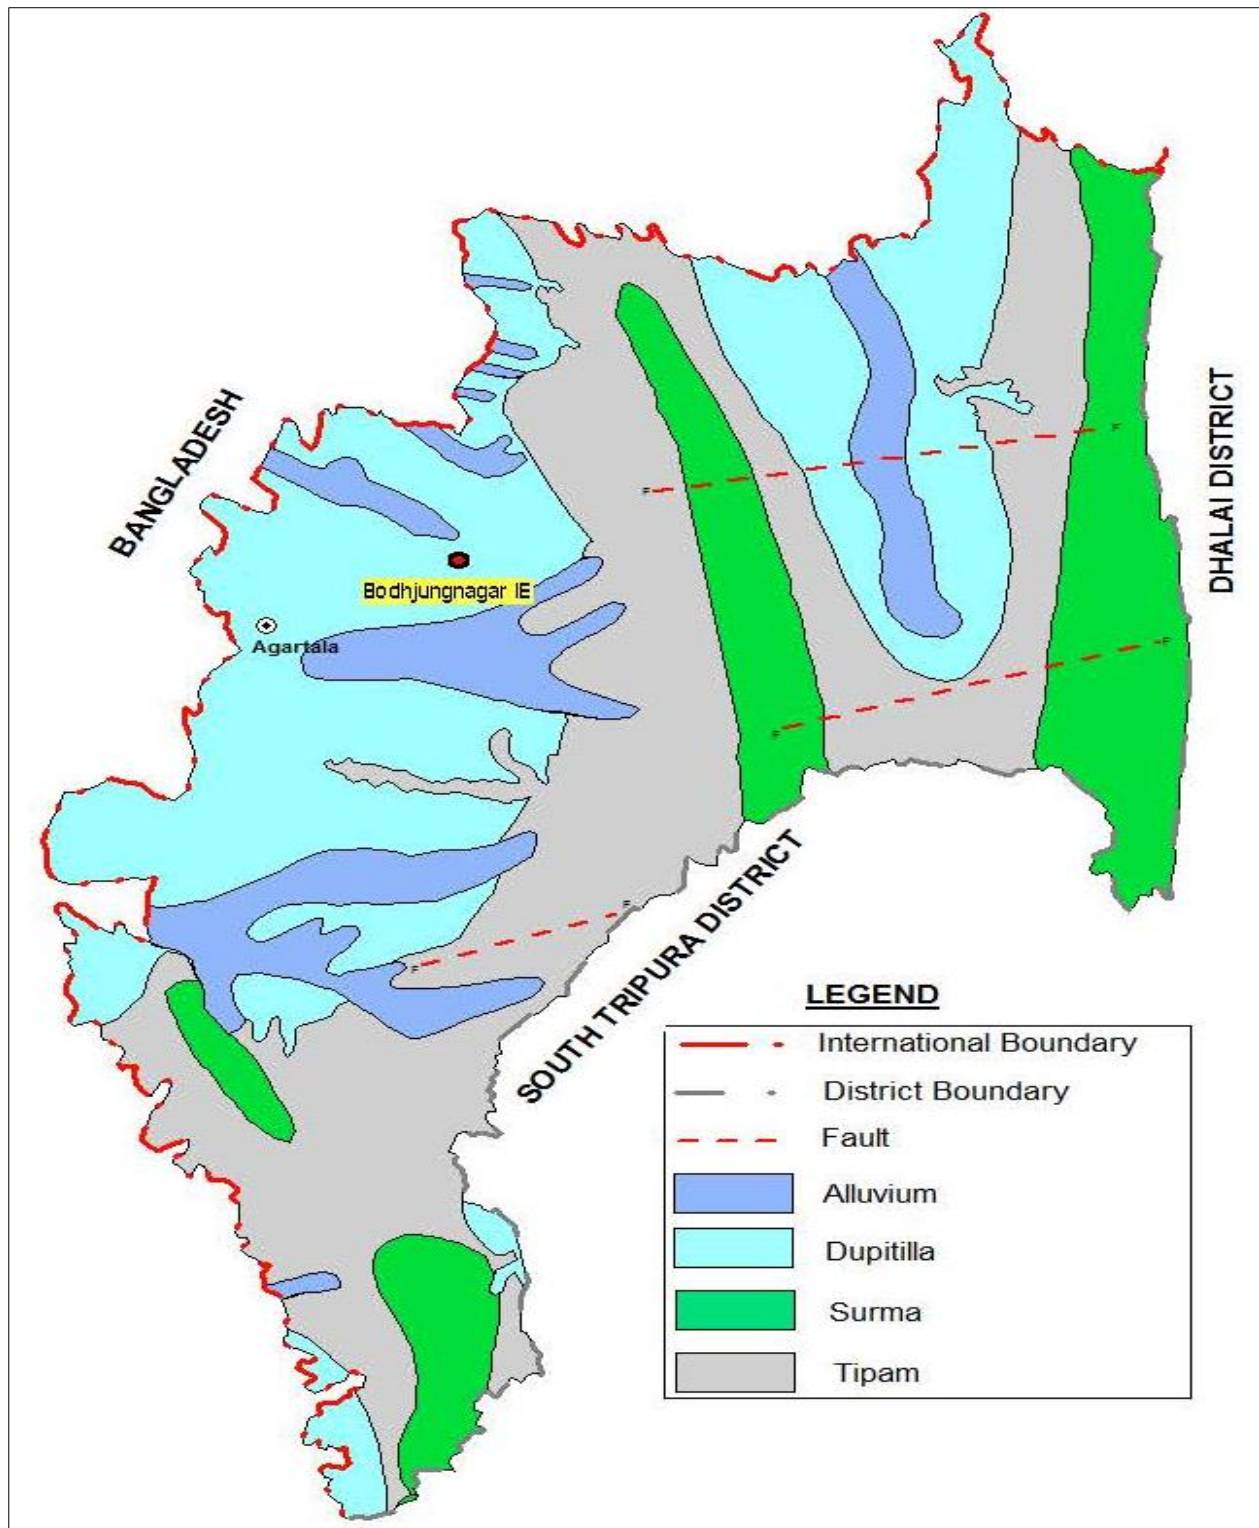 BANGLADESH
DHALAI DISTRICT
F
F
Bodhjungnagar IE
Agartala
F
F
F
F
SOUTH TRIPURA DISTRICT
LEGEND
International Boundary
District Boundary
Fault
Alluvium
Dupitilla
Surma
Tipam